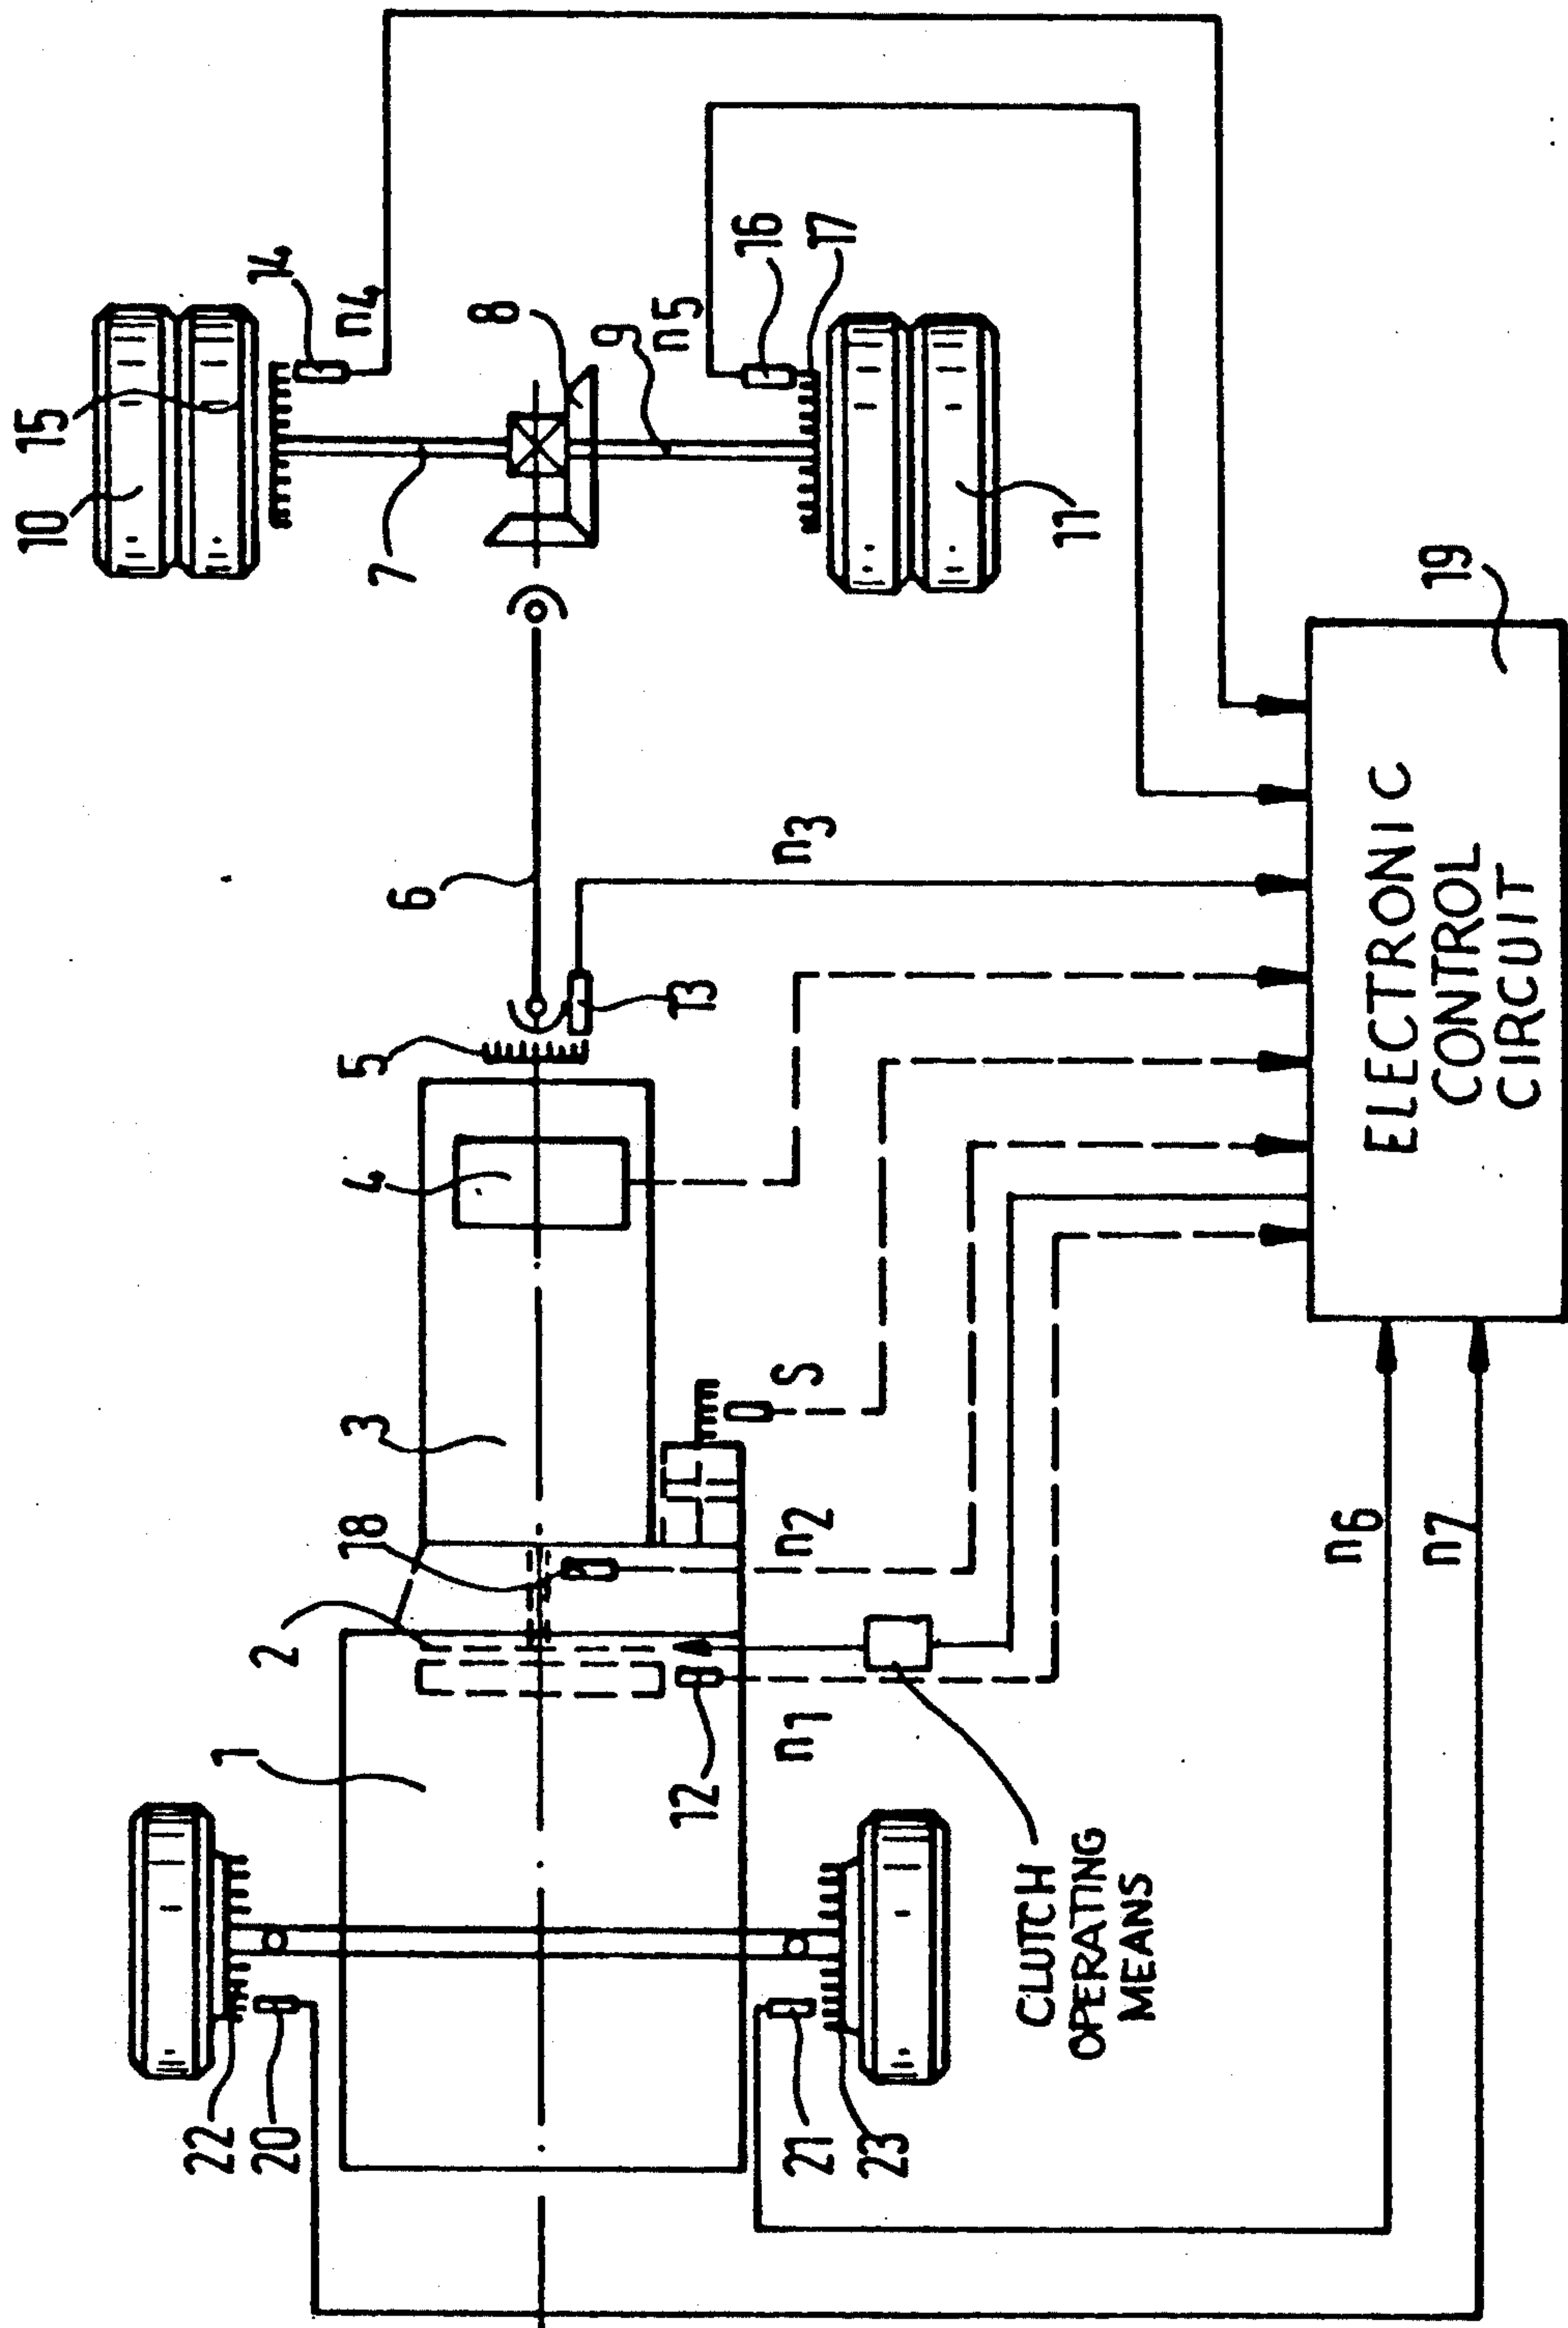 10
15
22
1
20
2
14
18
3
4
5
n4
7
6
8
9
n5
12
13
16
21
n1
n2
S
n3
17
23
11
CLUTCH
OPERATING
MEANS
n6
n7
19
ELECTRONIC
CONTROL
CIRCUIT